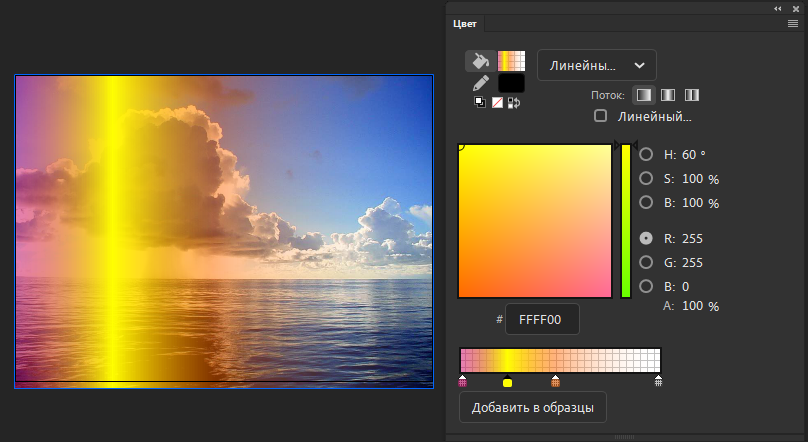 Цвет
Линейны...
Поток:
Линейный...
H: 60 °
S: 100 %
B: 100 %
R: 255
G: 255
B: 0
A: 100 %
# FFFF00
Добавить в образцы